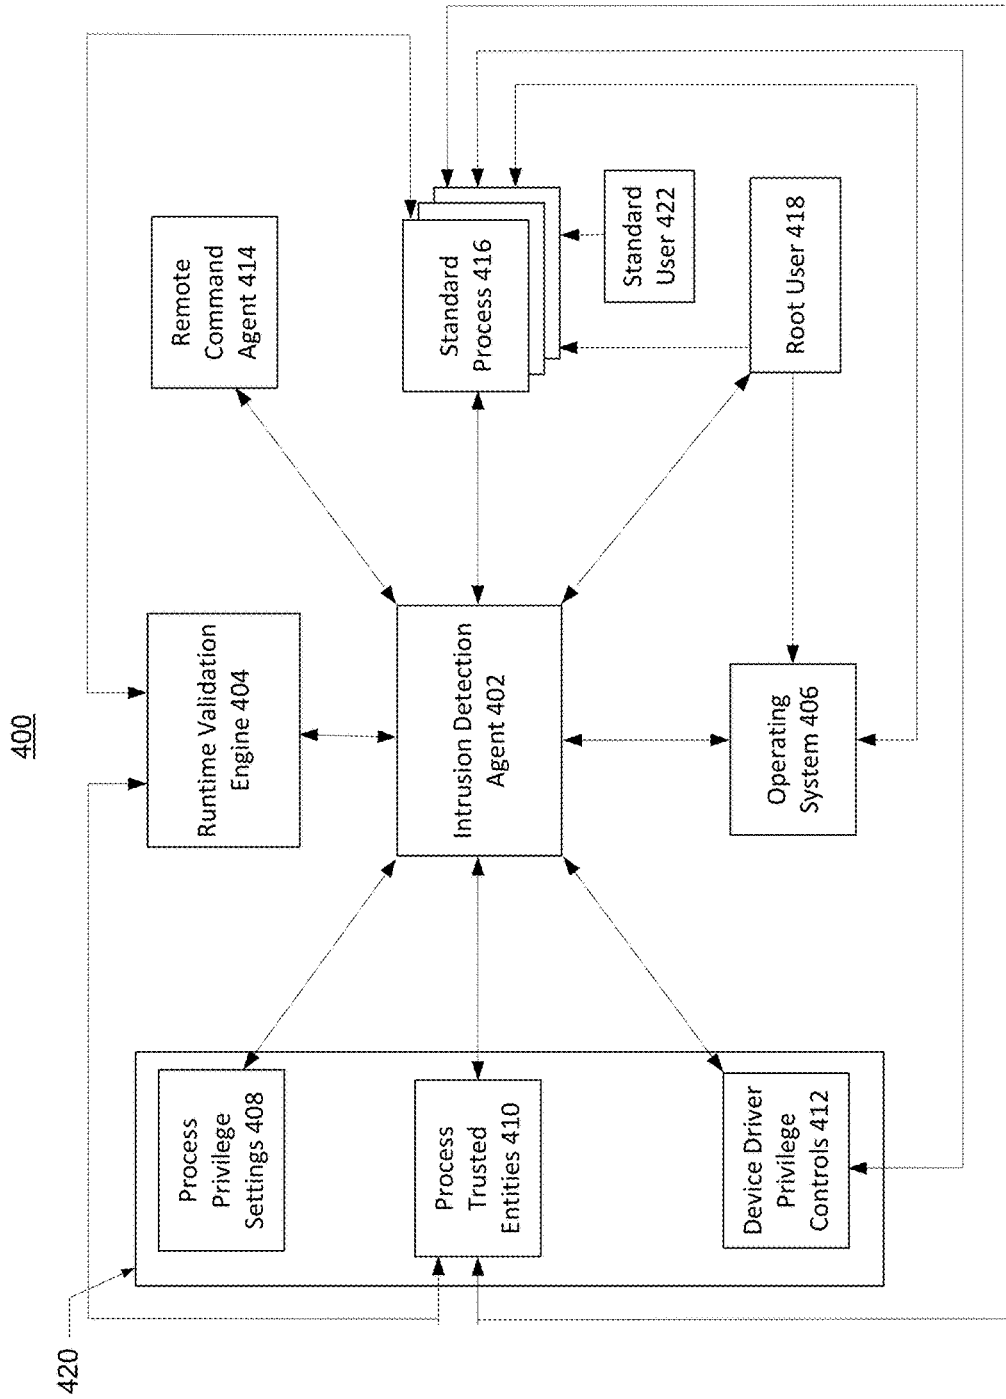 400
420
Process
Privilege
Settings 408
Process
Trusted
Entities 410
Device Driver
Privilege
Controls 412
Runtime Validation
Engine 404
Intrusion Detection
Agent 402
Operating
System 406
Remote
Command
Agent 414
Standard
Process 416
Standard
User 422
Root User 418